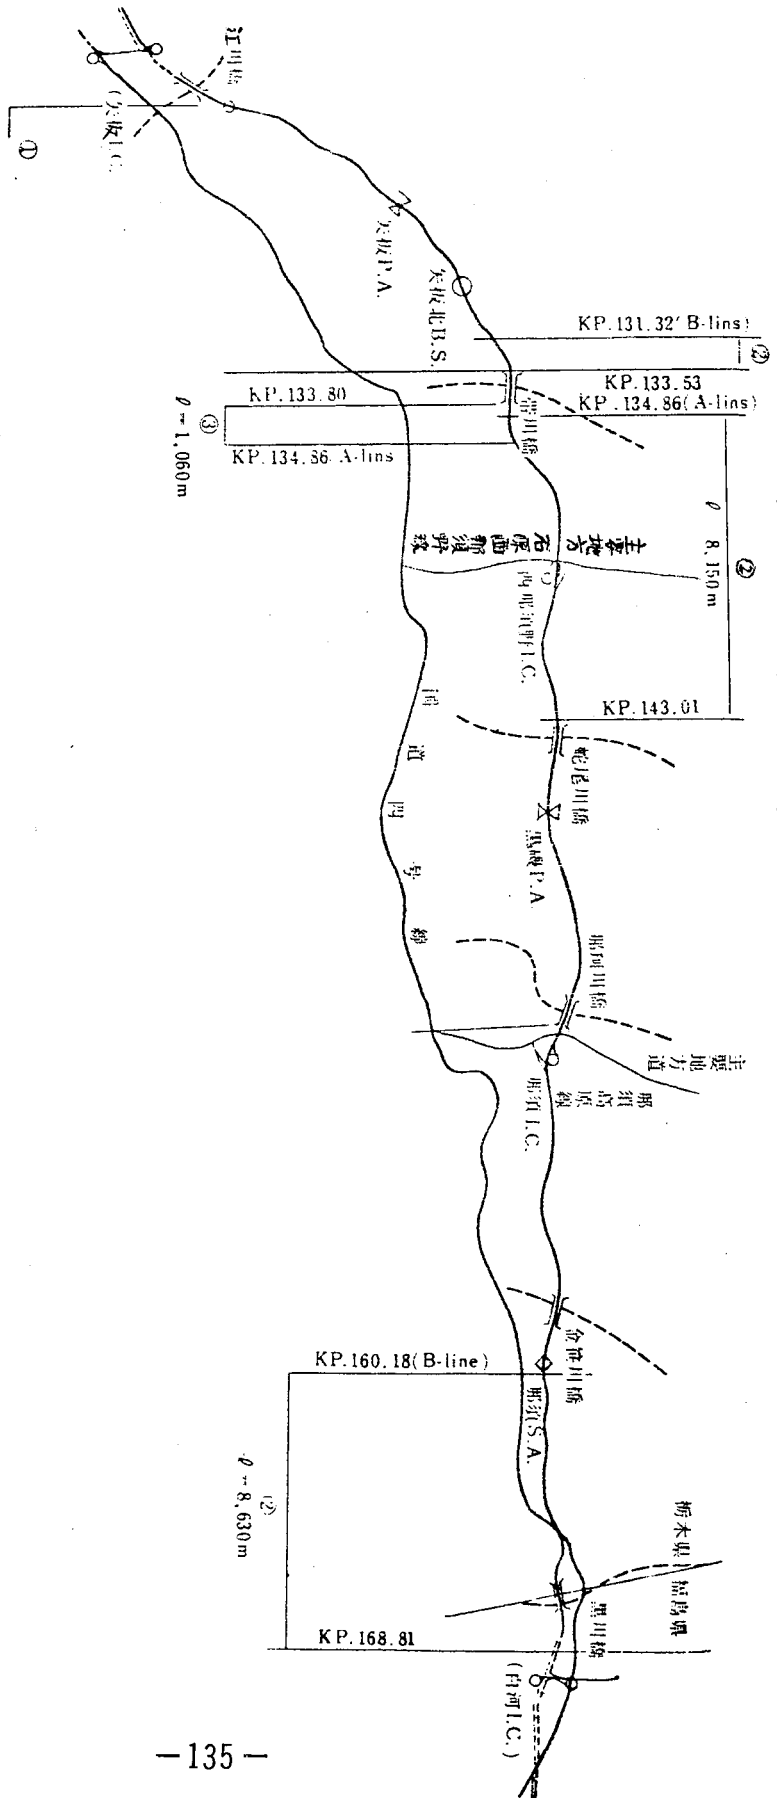 江川橋
(矢板I.C.
①
矢板P.A.
矢板北B.S.
KP.131.32' B-lins)
②
KP.133.53
KP.133.80
KP.134.86(A-lins)
箒川橋
③
ℓ=1,060m
KP.134.86 A-lins
主要地方
石原西那須野線
ℓ 8,150m
②
西那須野I.C.
KP.143.01
国道四号線
蛇尾川橋
黒磯P.A.
那珂川橋
主要地方道
那須高原線
那須I.C.
余笹川橋
KP.160.18(B-line)
那須S.A.
(2)
ℓ=8,630m
栃木県 福島県
黒川橋
KP.168.81
(白河I.C.)
-135-